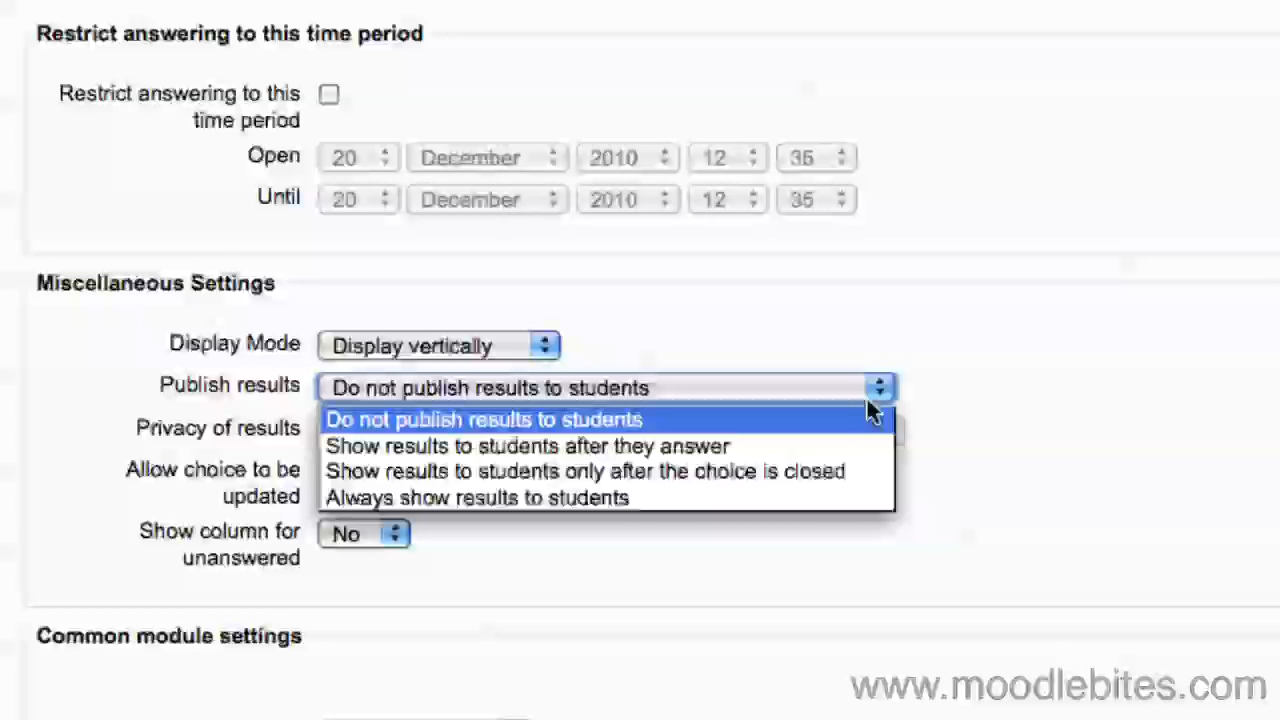 Restrict answering to this time period
Restrict answering to this
time period
Open 20 December 2010 12 35
Until 20 December 2010 12 35
Miscellaneous Settings
Display Mode Display vertically
Publish results Do not publish results to students
Do not publish results to students
Privacy of results
Show results to students after they answer
Allow choice to be
updated
Show results to students only after the choice is closed
Always show results to students
Show column for
unanswered
No
Common module settings
www.moodlebites.com